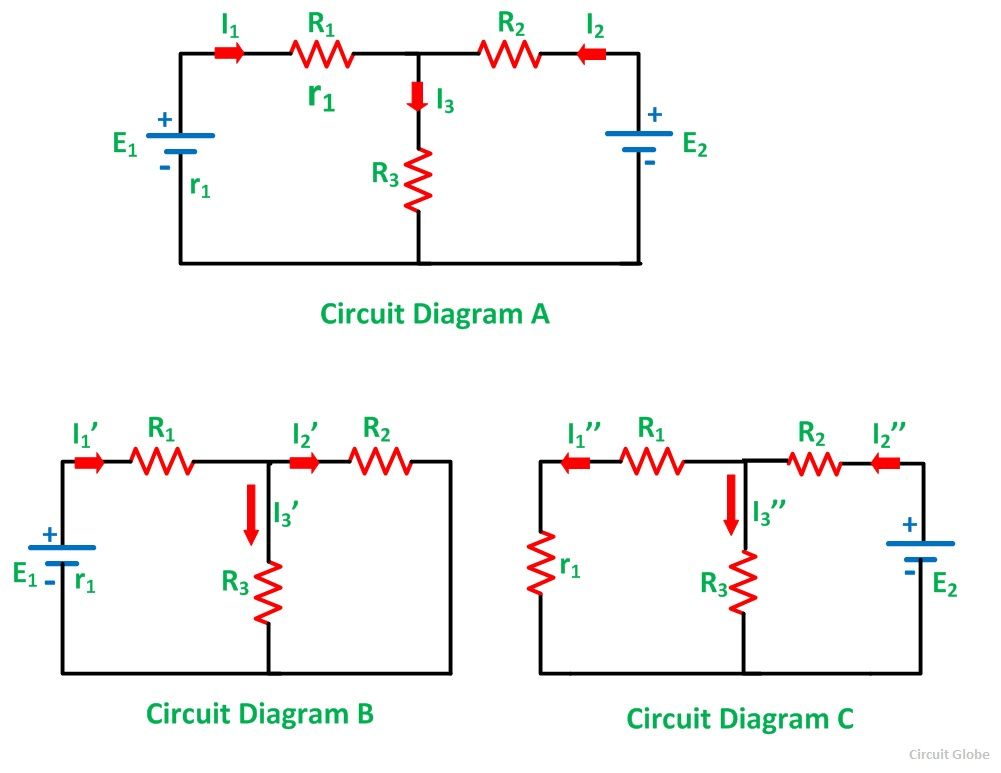 I₁ R₁ R₂ I₂
r₁ I₃
+ +
E₁ E₂
- -
R₃
r₁
Circuit Diagram A
I₁’ R₁ I₂’ R₂
I₃’
+
E₁ r₁
-
R₃
Circuit Diagram B
I₁’’ R₁ R₂ I₂’’
I₃’’
+
r₁ R₃
- E₂
Circuit Diagram C
Circuit Globe